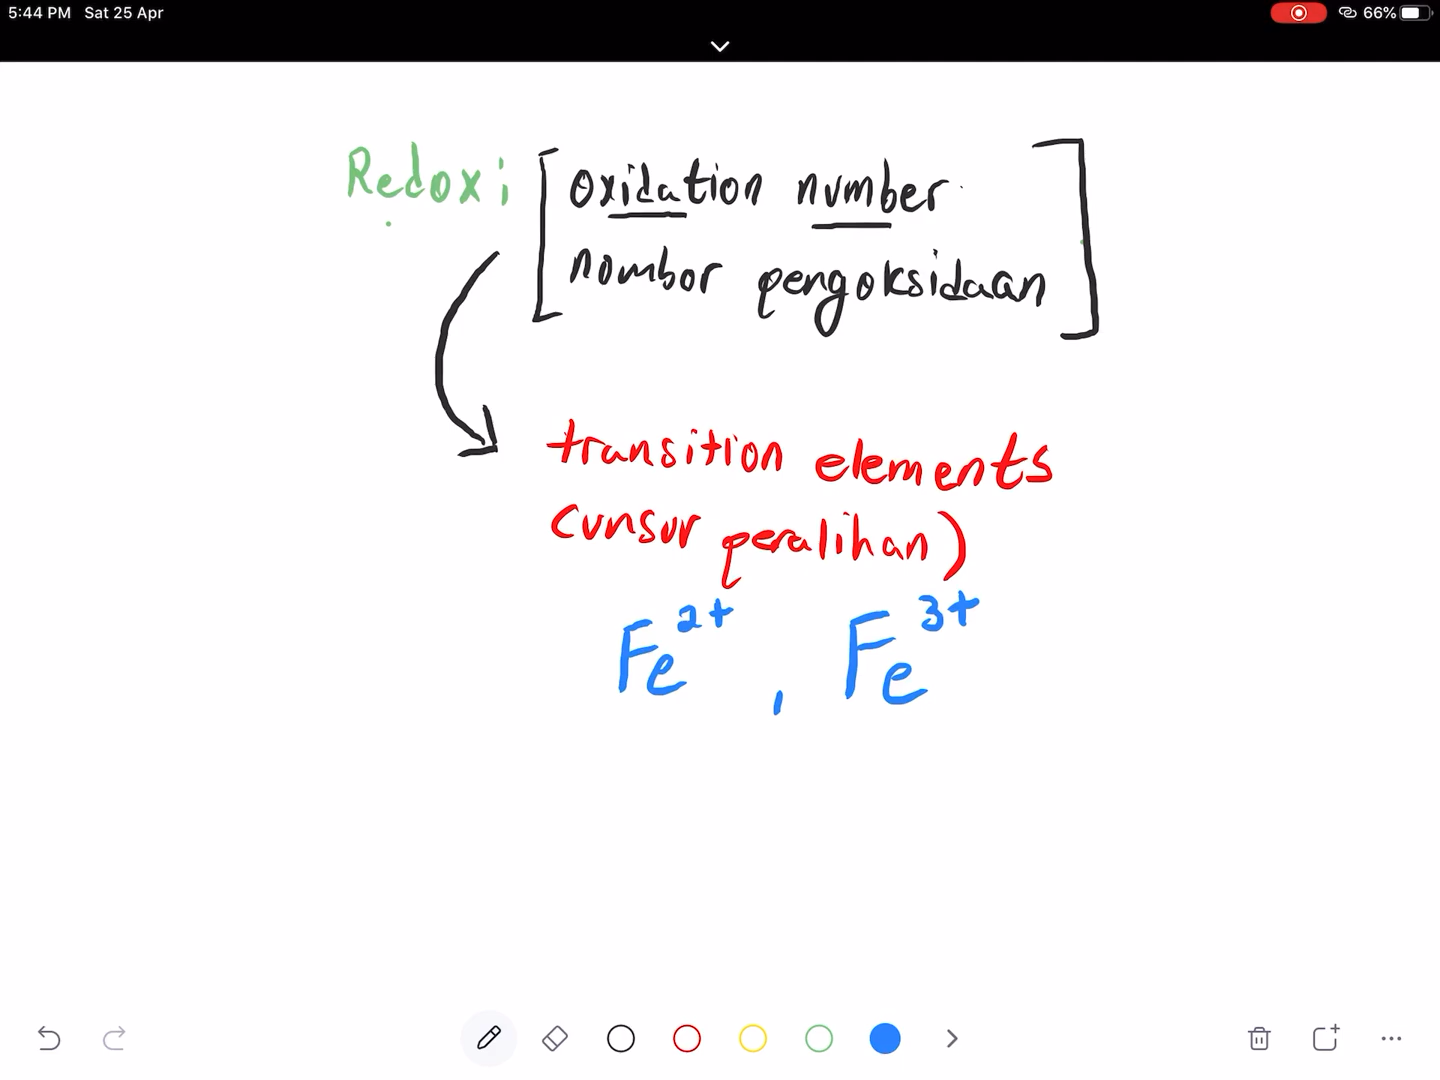 5:44 PM Sat 25 Apr
66%
Redox: oxidation number
nombor pengoksidaan
transition elements
(unsur peralihan)
Fe²⁺, Fe³⁺